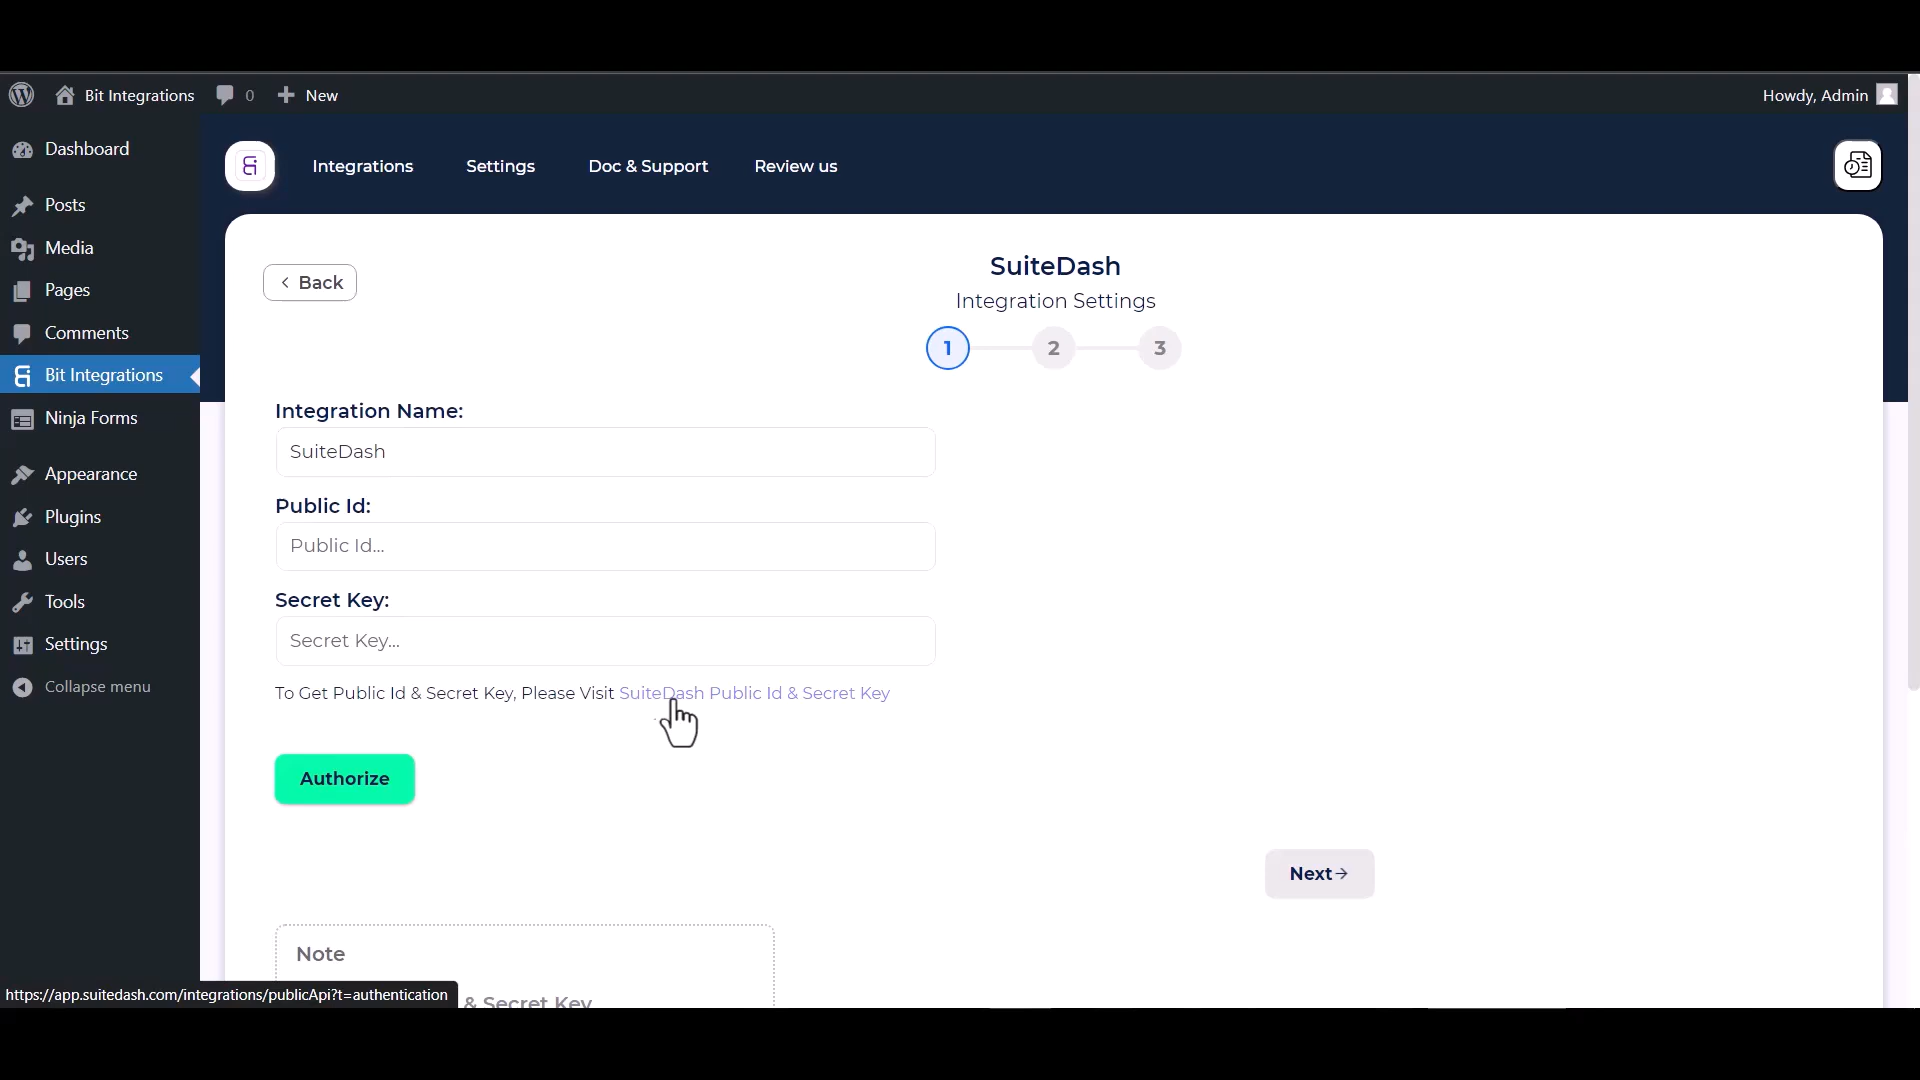 Bit Integrations
0
New
Howdy, Admin
Dashboard
Posts
Media
Pages
Comments
Bit Integrations
Ninja Forms
Appearance
Plugins
Users
Tools
Settings
Collapse menu
Integrations
Settings
Doc & Support
Review us
Back
SuiteDash
Integration Settings
1
2
3
Integration Name:
SuiteDash
Public Id:
Public Id...
Secret Key:
Secret Key...
To Get Public Id & Secret Key, Please Visit SuiteDash Public Id & Secret Key
Authorize
Next
Note
& Secret Key
https://app.suitedash.com/integrations/publicApi?t=authentication